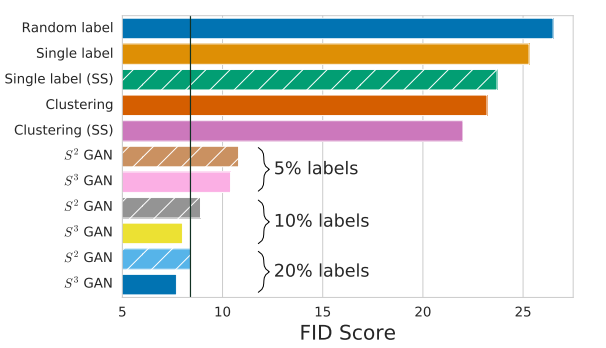 Random label
Single label
Single label (SS)
Clustering
Clustering (SS)
S² GAN
S³ GAN
5% labels
S² GAN
S³ GAN
10% labels
S² GAN
S³ GAN
20% labels
5 10 15 20 25
FID Score